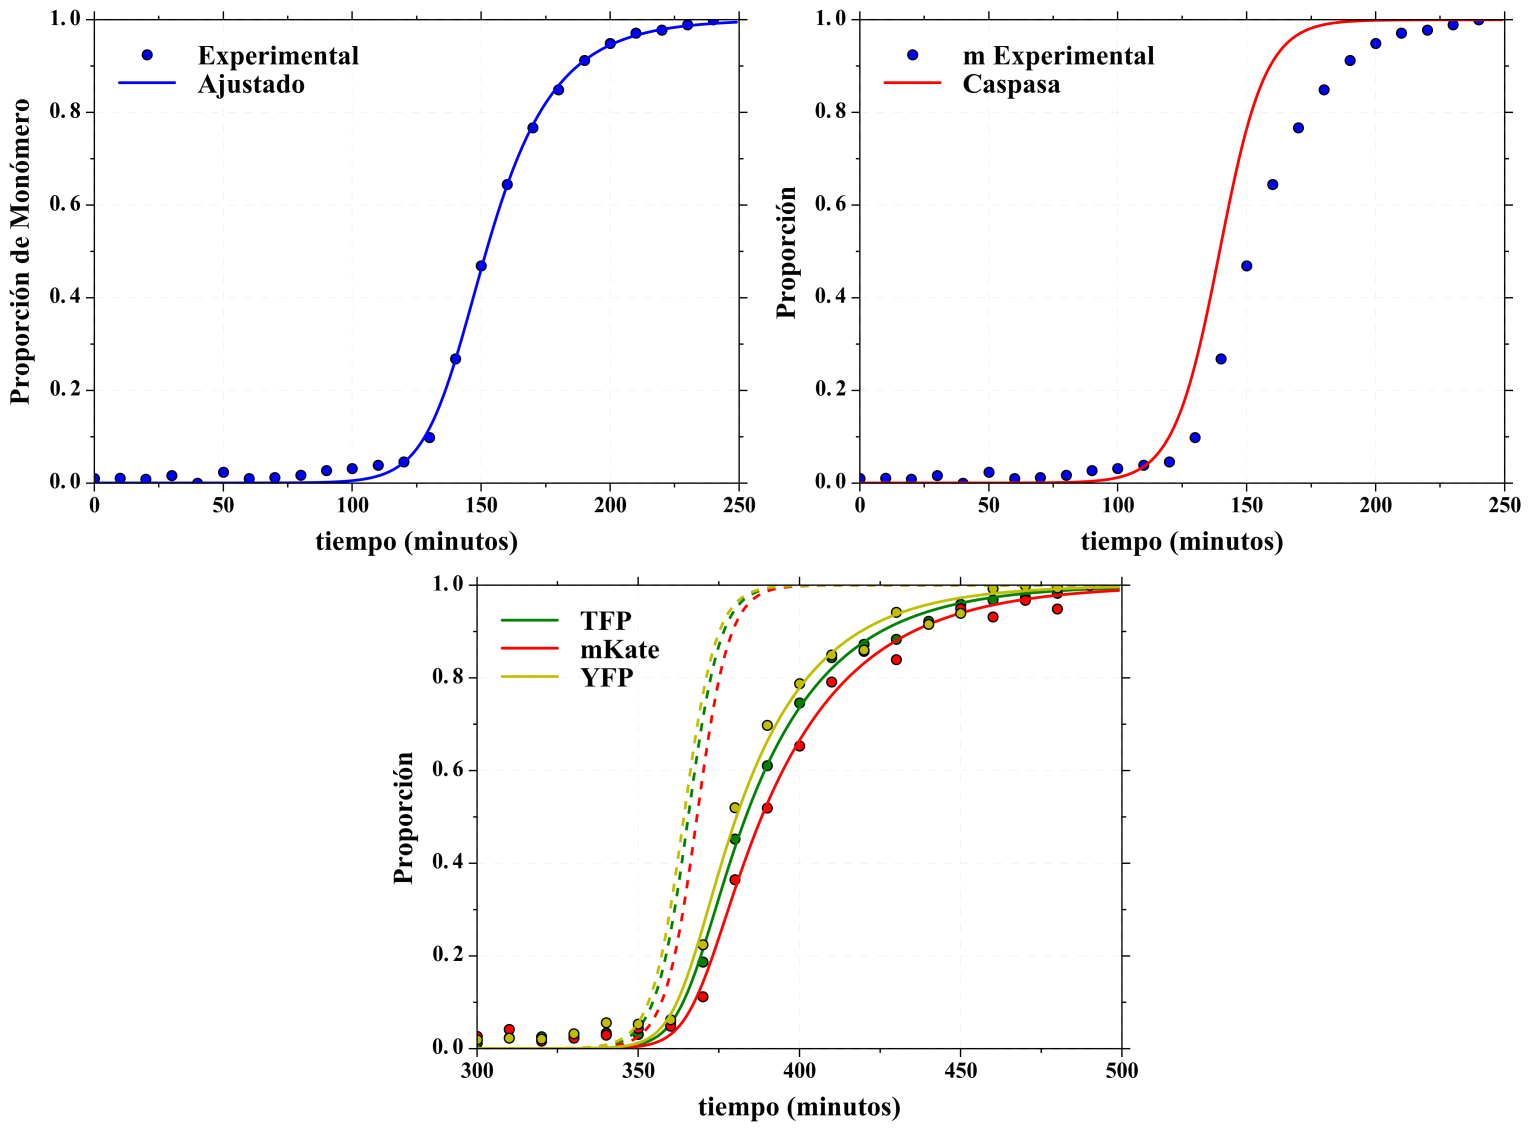 Proporción de Monómero
1.0
0.8
0.6
0.4
0.2
0.0
Experimental
Ajustado
0 50 100 150 200 250
tiempo (minutos)
Proporción
1.0
0.8
0.6
0.4
0.2
0.0
m Experimental
Caspasa
0 50 100 150 200 250
tiempo (minutos)
Proporción
1.0
0.8
0.6
0.4
0.2
0.0
TFP
mKate
YFP
300 350 400 450 500
tiempo (minutos)